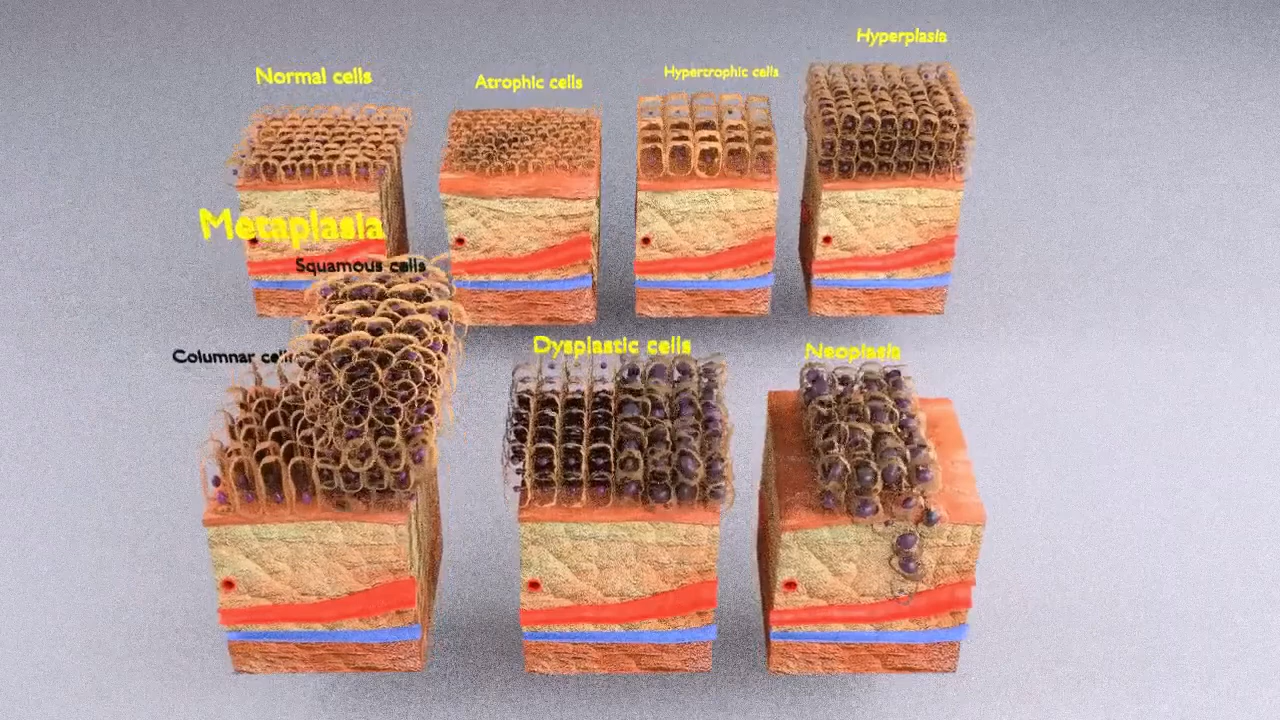 Normal cells
Atrophic cells
Hypertrophic cells
Hyperplasia
Metaplasia
Squamous cells
Columnar cells
Dysplastic cells
Neoplasia